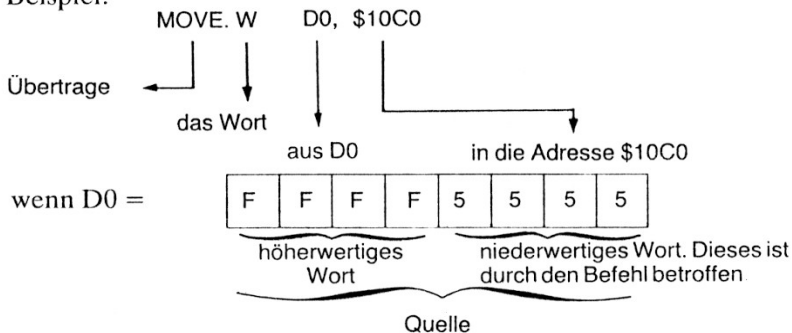 Beispiel:
MOVE. W D0, $10C0
Übertrage
das Wort
aus D0 in die Adresse $10C0
wenn D0 = F F F F 5 5 5 5
höherwertiges niederwertiges Wort. Dieses ist
Wort durch den Befehl betroffen
Quelle